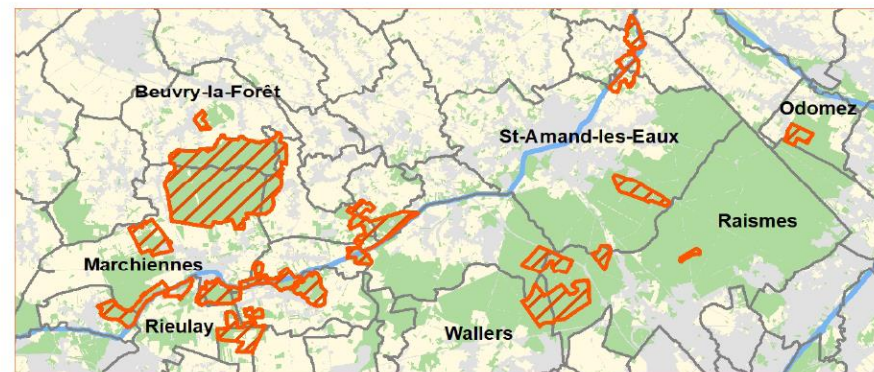 Beuvry-la-Forêt
Odomez
St-Amand-les-Eaux
Raismes
Marchiennes
Rieulay
Wallers